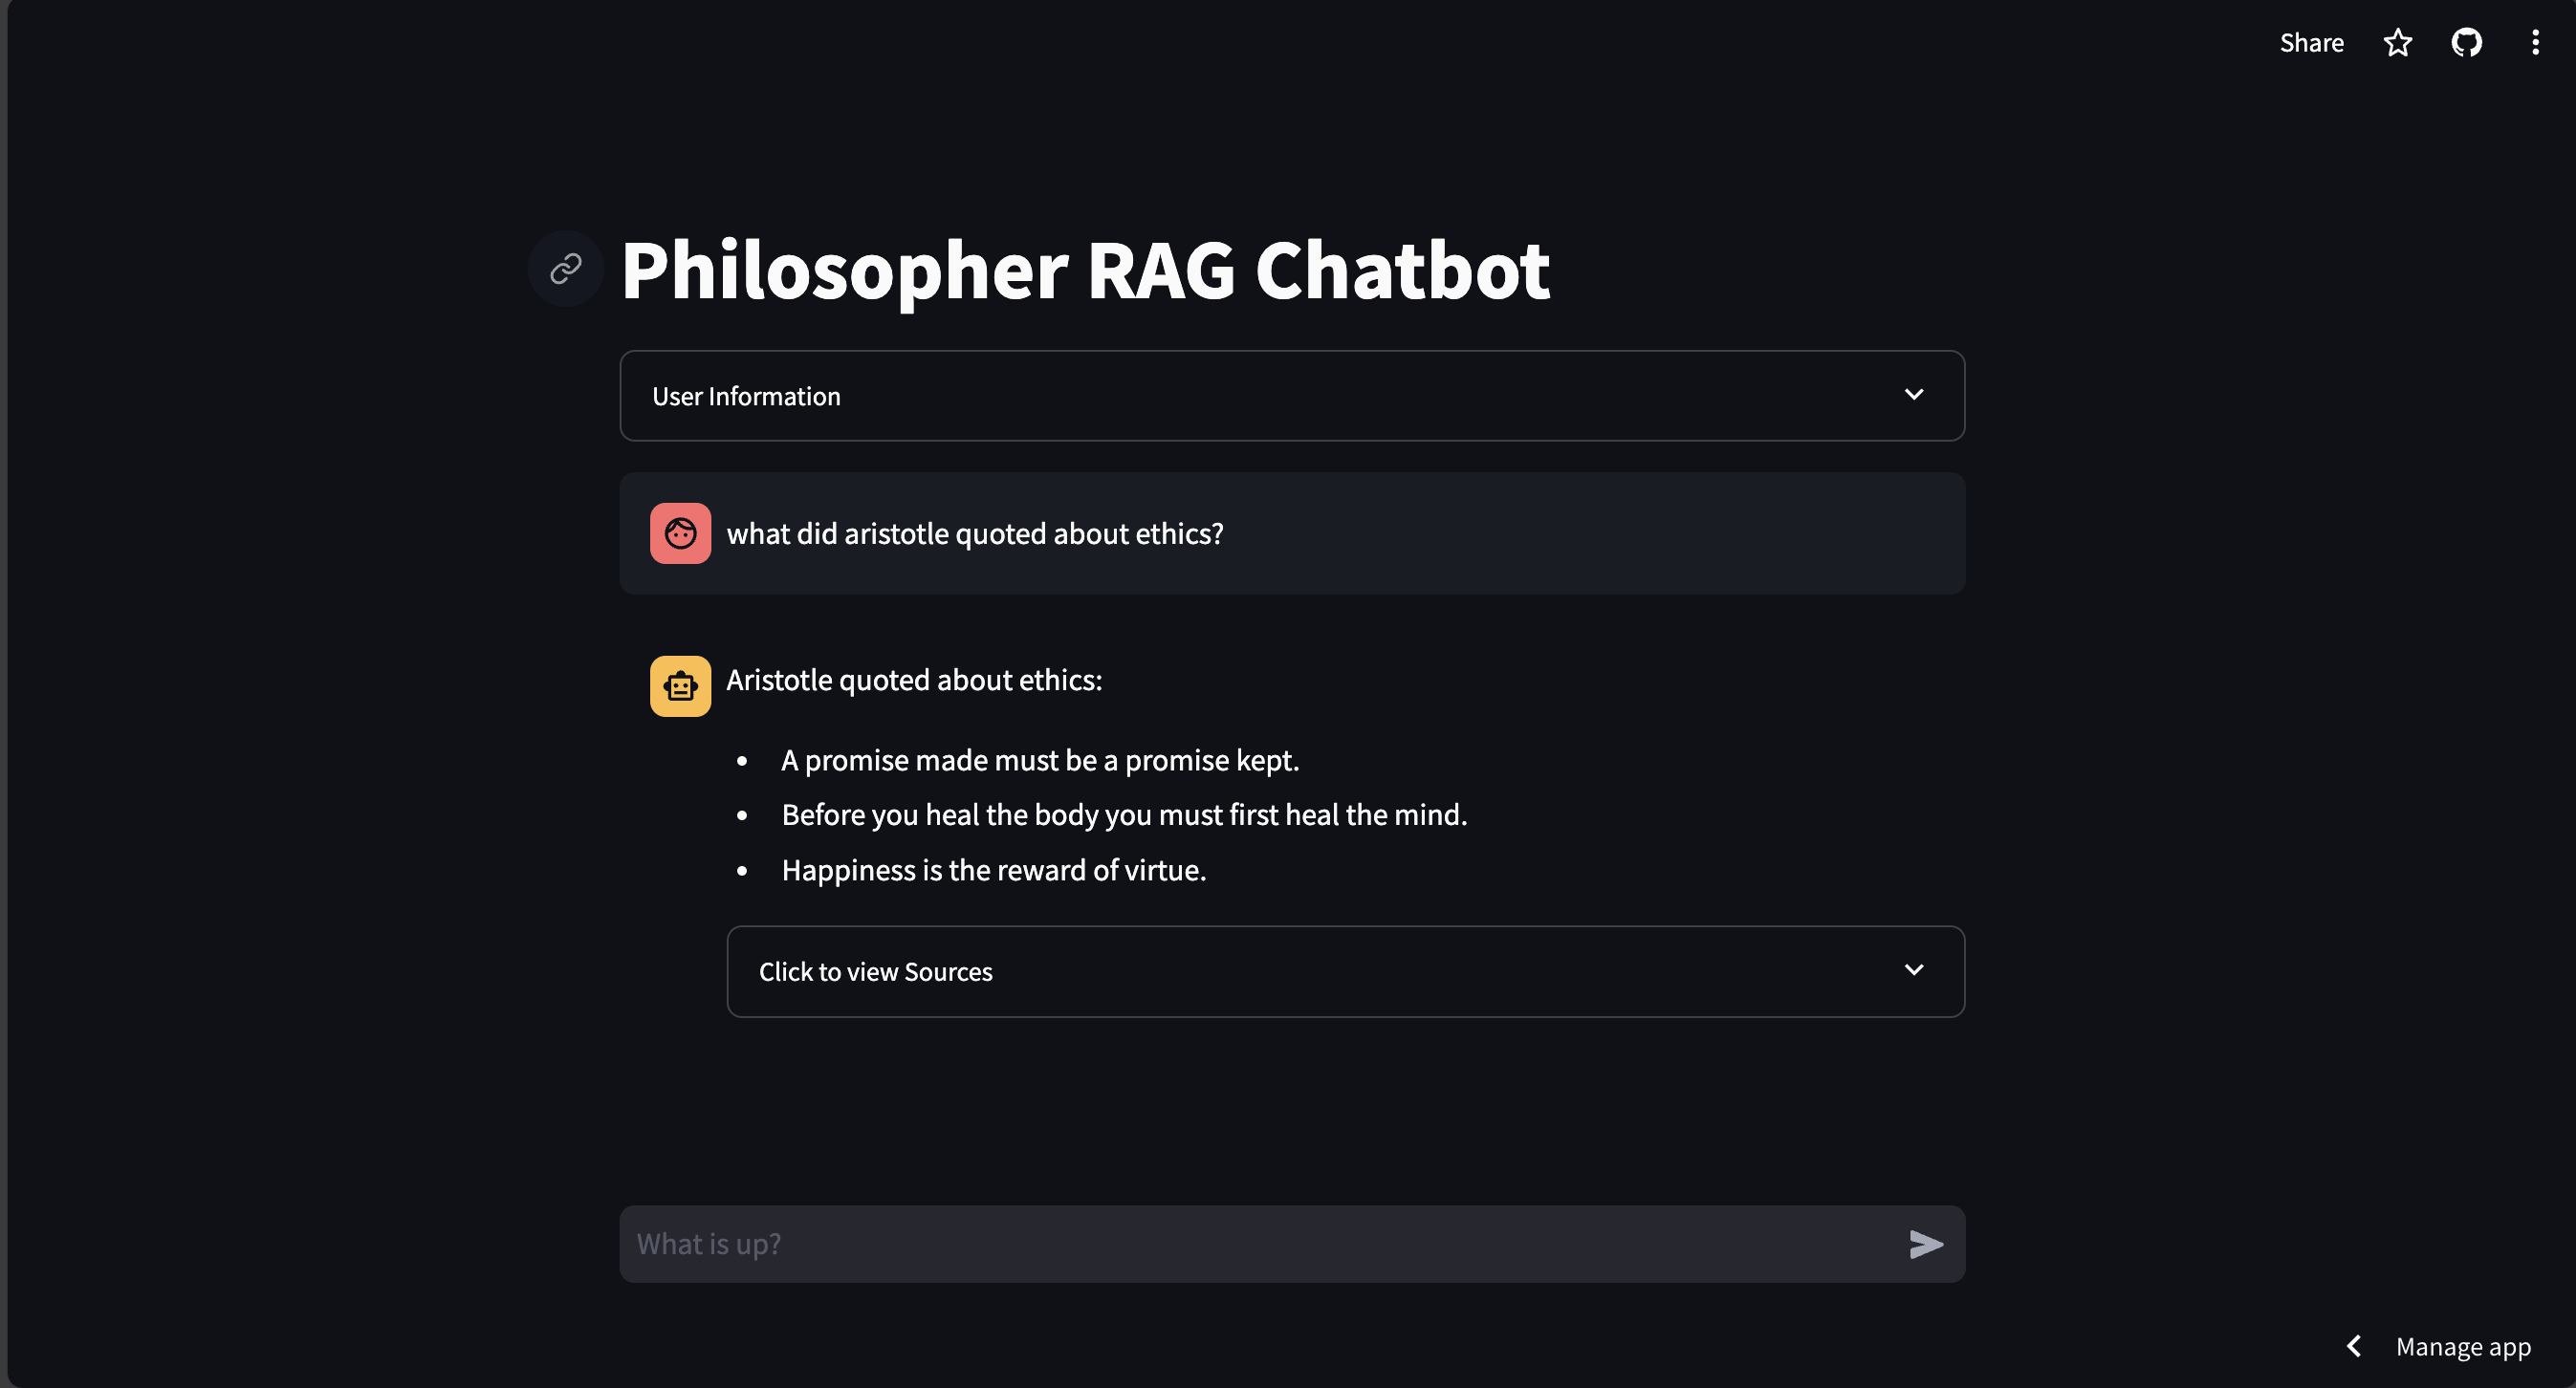 Share
Philosopher RAG Chatbot
User Information
what did aristotle quoted about ethics?
Aristotle quoted about ethics:
A promise made must be a promise kept.
Before you heal the body you must first heal the mind.
Happiness is the reward of virtue.
Click to view Sources
What is up?
Manage app